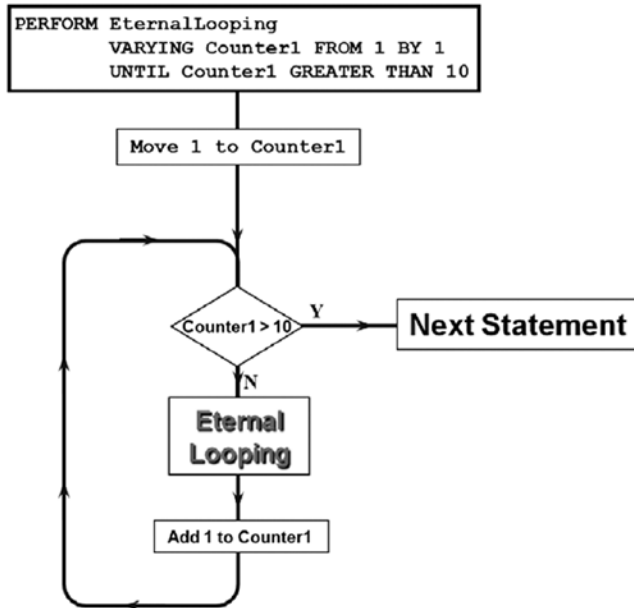 PERFORM EternalLooping
VARYING Counter1 FROM 1 BY 1
UNTIL Counter1 GREATER THAN 10
Move 1 to Counter1
Counter1 > 10
Y
Next Statement
N
Eternal
Looping
Add 1 to Counter1